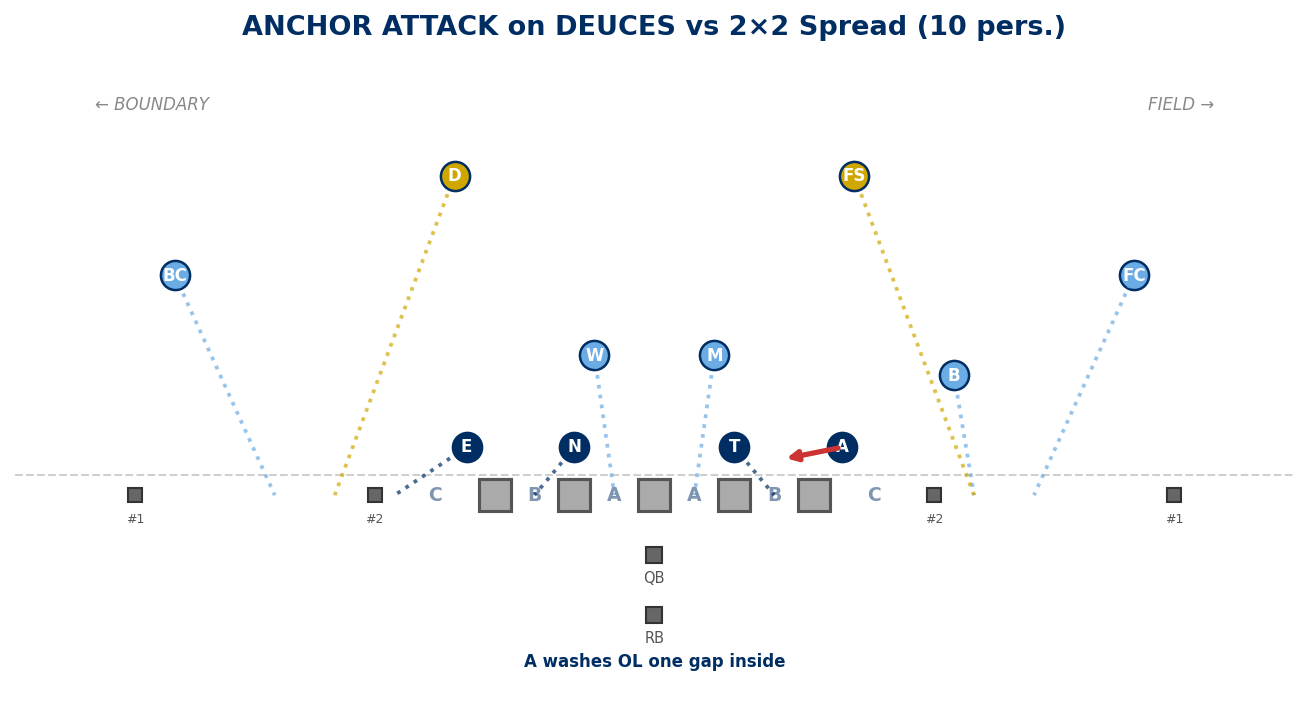 ANCHOR ATTACK on DEUCES vs 2×2 Spread (10 pers.)
← BOUNDARY
FIELD →
D
FS
BC
FC
W
M
B
E
N
T
A
C
B
A
A
B
C
#1
#2
#2
#1
QB
RB
A washes OL one gap inside